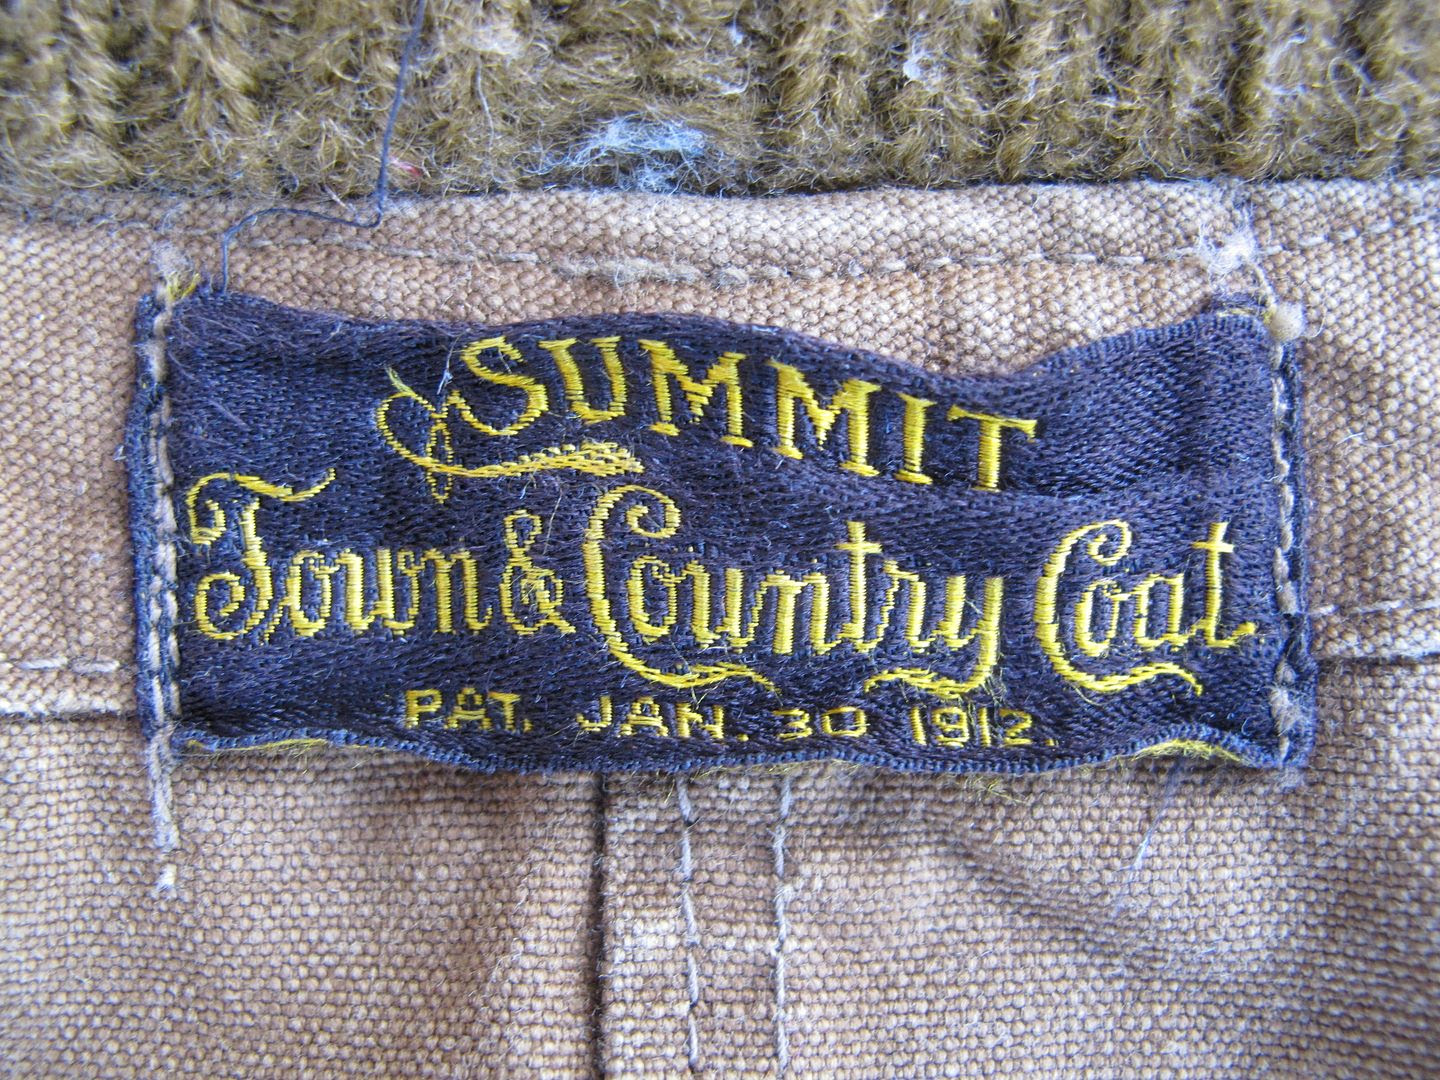 SUMMIT
Town & Country Coat
PAT. JAN. 30 1912.